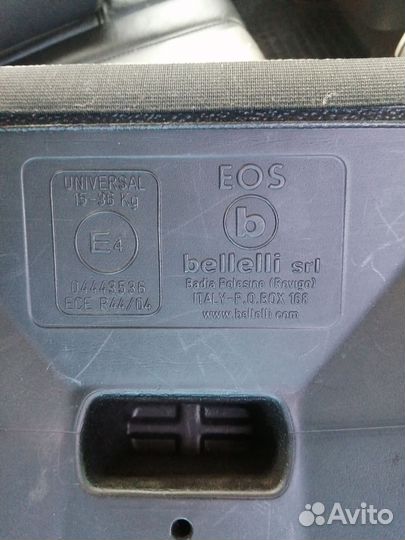 UNIVERSAL
15-36 Kg
E4
04443536
ECE R44/04
EOS
b
bellelli srl
Badia Polesine (Rovigo)
ITALY-P.O.BOX 168
www.bellelli.com
Avito